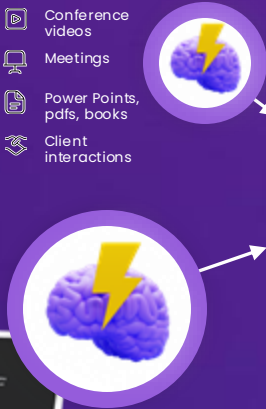 Conference
videos
Meetings
Power Points,
pdfs, books
Client
interactions